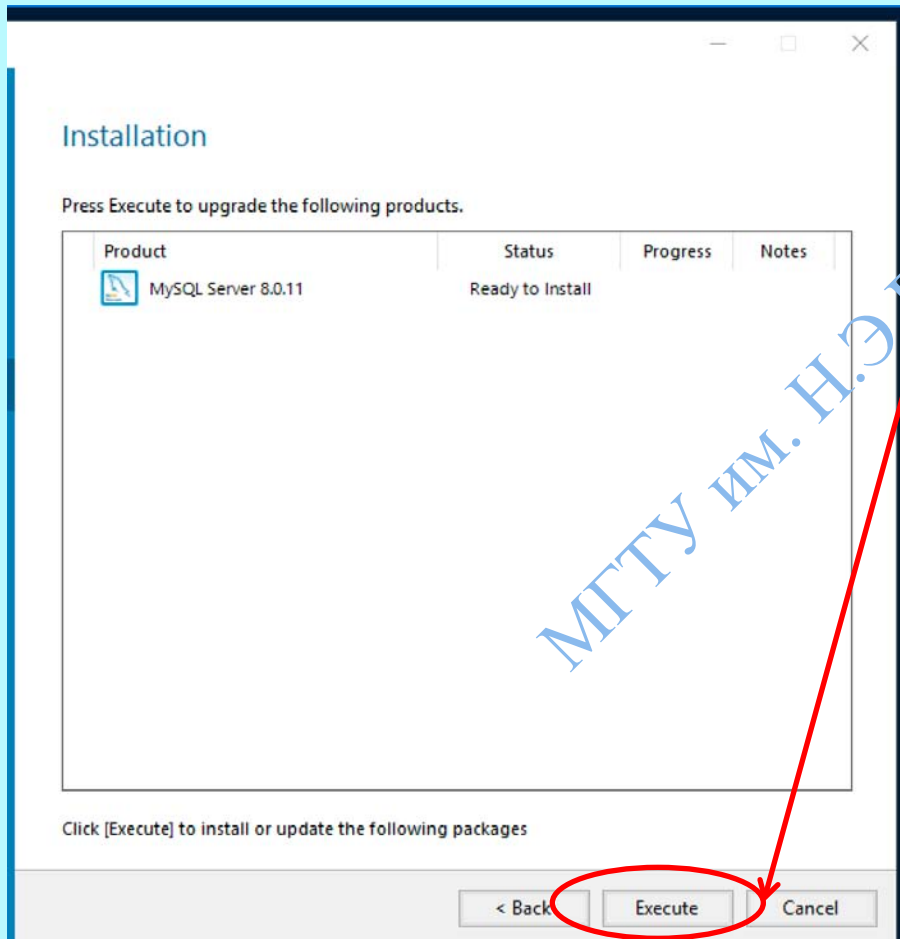 Installation
Press Execute to upgrade the following products.
Product Status Progress Notes
MySQL Server 8.0.11 Ready to Install
МГТУ им. Н.Э
Click [Execute] to install or update the following packages
< Back Execute Cancel